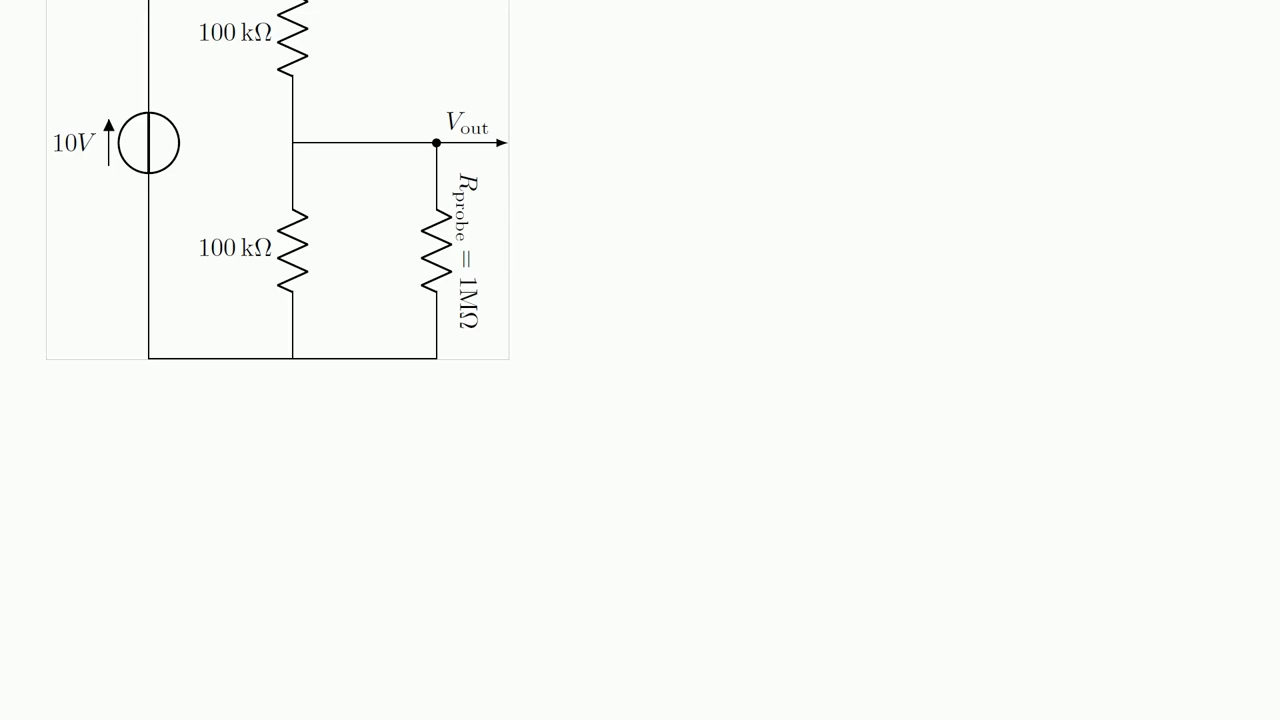 100 kΩ
10V
V_out
100 kΩ
R_probe = 1MΩ